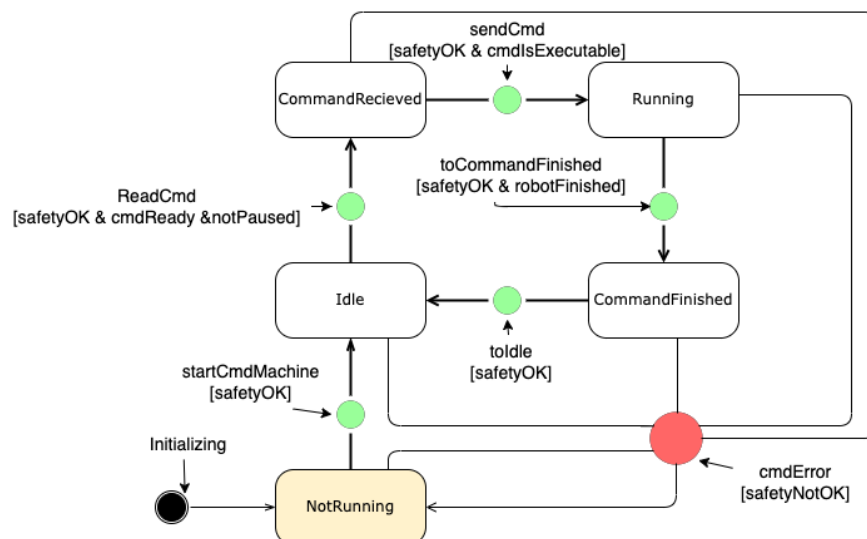 sendCmd
[safetyOK & cmdIsExecutable]
CommandRecieved
Running
toCommandFinished
[safetyOK & robotFinished]
ReadCmd
[safetyOK & cmdReady &notPaused]
Idle
CommandFinished
toIdle
[safetyOK]
startCmdMachine
[safetyOK]
Initializing
cmdError
[safetyNotOK]
NotRunning